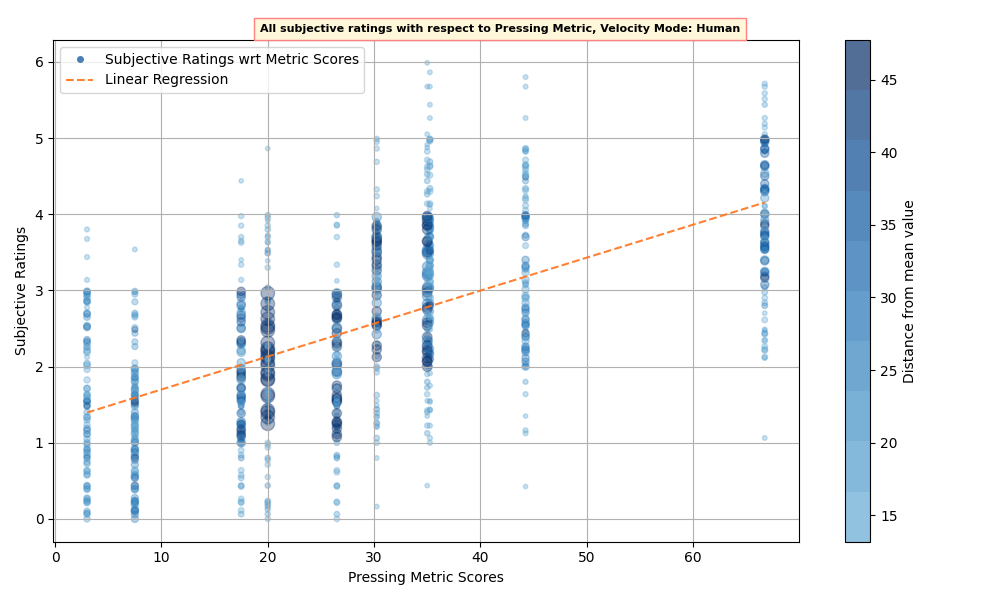 All subjective ratings with respect to Pressing Metric, Velocity Mode: Human
Subjective Ratings wrt Metric Scores
Linear Regression
Subjective Ratings
6
5
4
3
2
1
0
0 10 20 30 40 50 60
Pressing Metric Scores
45
40
35
30
25
20
15
Distance from mean value